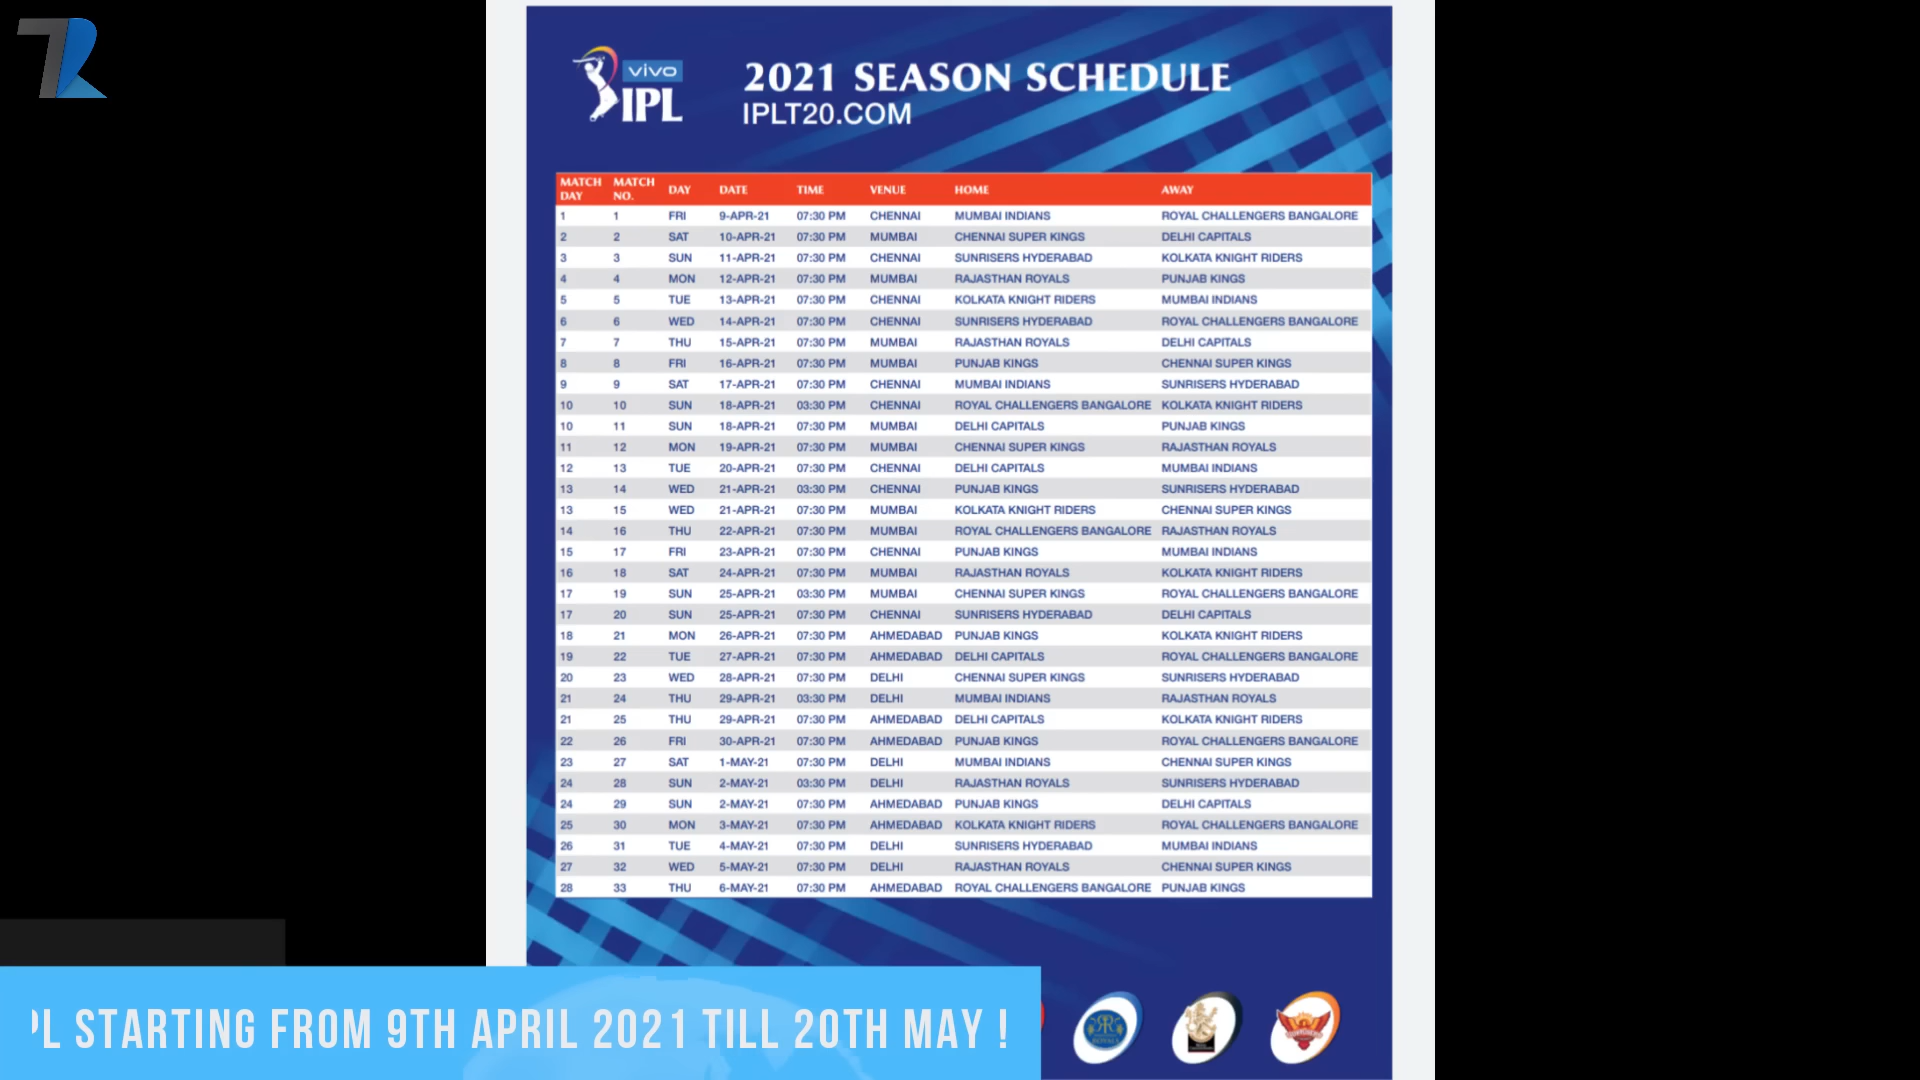 vivo
IPL
2021 SEASON SCHEDULE
IPLT20.COM
MATCH DAY MATCH NO. DAY DATE TIME VENUE HOME AWAY
1 1 FRI 9-APR-21 07:30 PM CHENNAI MUMBAI INDIANS ROYAL CHALLENGERS BANGALORE
2 2 SAT 10-APR-21 07:30 PM MUMBAI CHENNAI SUPER KINGS DELHI CAPITALS
3 3 SUN 11-APR-21 07:30 PM CHENNAI SUNRISERS HYDERABAD KOLKATA KNIGHT RIDERS
4 4 MON 12-APR-21 07:30 PM MUMBAI RAJASTHAN ROYALS PUNJAB KINGS
5 5 TUE 13-APR-21 07:30 PM CHENNAI KOLKATA KNIGHT RIDERS MUMBAI INDIANS
6 6 WED 14-APR-21 07:30 PM CHENNAI SUNRISERS HYDERABAD ROYAL CHALLENGERS BANGALORE
7 7 THU 15-APR-21 07:30 PM MUMBAI RAJASTHAN ROYALS DELHI CAPITALS
8 8 FRI 16-APR-21 07:30 PM MUMBAI PUNJAB KINGS CHENNAI SUPER KINGS
9 9 SAT 17-APR-21 07:30 PM CHENNAI MUMBAI INDIANS SUNRISERS HYDERABAD
10 10 SUN 18-APR-21 03:30 PM CHENNAI ROYAL CHALLENGERS BANGALORE KOLKATA KNIGHT RIDERS
10 11 SUN 18-APR-21 07:30 PM MUMBAI DELHI CAPITALS PUNJAB KINGS
11 12 MON 19-APR-21 07:30 PM MUMBAI CHENNAI SUPER KINGS RAJASTHAN ROYALS
12 13 TUE 20-APR-21 07:30 PM CHENNAI DELHI CAPITALS MUMBAI INDIANS
13 14 WED 21-APR-21 03:30 PM CHENNAI PUNJAB KINGS SUNRISERS HYDERABAD
13 15 WED 21-APR-21 07:30 PM MUMBAI KOLKATA KNIGHT RIDERS CHENNAI SUPER KINGS
14 16 THU 22-APR-21 07:30 PM MUMBAI ROYAL CHALLENGERS BANGALORE RAJASTHAN ROYALS
15 17 FRI 23-APR-21 07:30 PM CHENNAI PUNJAB KINGS MUMBAI INDIANS
16 18 SAT 24-APR-21 07:30 PM MUMBAI RAJASTHAN ROYALS KOLKATA KNIGHT RIDERS
17 19 SUN 25-APR-21 03:30 PM MUMBAI CHENNAI SUPER KINGS ROYAL CHALLENGERS BANGALORE
17 20 SUN 25-APR-21 07:30 PM CHENNAI SUNRISERS HYDERABAD DELHI CAPITALS
18 21 MON 26-APR-21 07:30 PM AHMEDABAD PUNJAB KINGS KOLKATA KNIGHT RIDERS
19 22 TUE 27-APR-21 07:30 PM AHMEDABAD DELHI CAPITALS ROYAL CHALLENGERS BANGALORE
20 23 WED 28-APR-21 07:30 PM DELHI CHENNAI SUPER KINGS SUNRISERS HYDERABAD
21 24 THU 29-APR-21 03:30 PM DELHI MUMBAI INDIANS RAJASTHAN ROYALS
21 25 THU 29-APR-21 07:30 PM AHMEDABAD DELHI CAPITALS KOLKATA KNIGHT RIDERS
22 26 FRI 30-APR-21 07:30 PM AHMEDABAD PUNJAB KINGS ROYAL CHALLENGERS BANGALORE
23 27 SAT 1-MAY-21 07:30 PM DELHI MUMBAI INDIANS CHENNAI SUPER KINGS
24 28 SUN 2-MAY-21 03:30 PM DELHI RAJASTHAN ROYALS SUNRISERS HYDERABAD
24 29 SUN 2-MAY-21 07:30 PM AHMEDABAD PUNJAB KINGS DELHI CAPITALS
25 30 MON 3-MAY-21 07:30 PM AHMEDABAD KOLKATA KNIGHT RIDERS ROYAL CHALLENGERS BANGALORE
26 31 TUE 4-MAY-21 07:30 PM DELHI SUNRISERS HYDERABAD MUMBAI INDIANS
27 32 WED 5-MAY-21 07:30 PM DELHI RAJASTHAN ROYALS CHENNAI SUPER KINGS
28 33 THU 6-MAY-21 07:30 PM AHMEDABAD ROYAL CHALLENGERS BANGALORE PUNJAB KINGS
PL STARTING FROM 9TH APRIL 2021 TILL 20TH MAY !